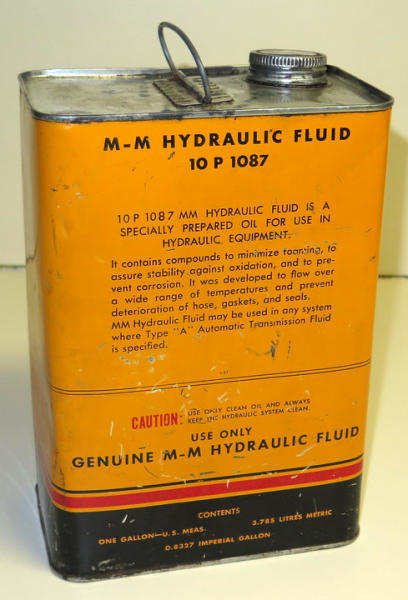 M-M HYDRAULIC FLUID
10 P 1087
10 P 1087 MM HYDRAULIC FLUID IS A
SPECIALLY PREPARED OIL FOR USE IN
HYDRAULIC EQUIPMENT.
It contains compounds to minimize foaming, to
assure stability against oxidation, and to pre-
vent corrosion. It was developed to flow over
a wide range of temperatures and prevent
deterioration of hose, gaskets, and seals.
MM Hydraulic Fluid may be used in any system
where Type "A" Automatic Transmission Fluid
is specified.
CAUTION: USE ONLY CLEAN OIL AND ALWAYS
KEEP THE HYDRAULIC SYSTEM CLEAN.
USE ONLY
GENUINE M-M HYDRAULIC FLUID
CONTENTS
ONE GALLON—U.S. MEAS. 3.785 LITRES METRIC
0.8327 IMPERIAL GALLON